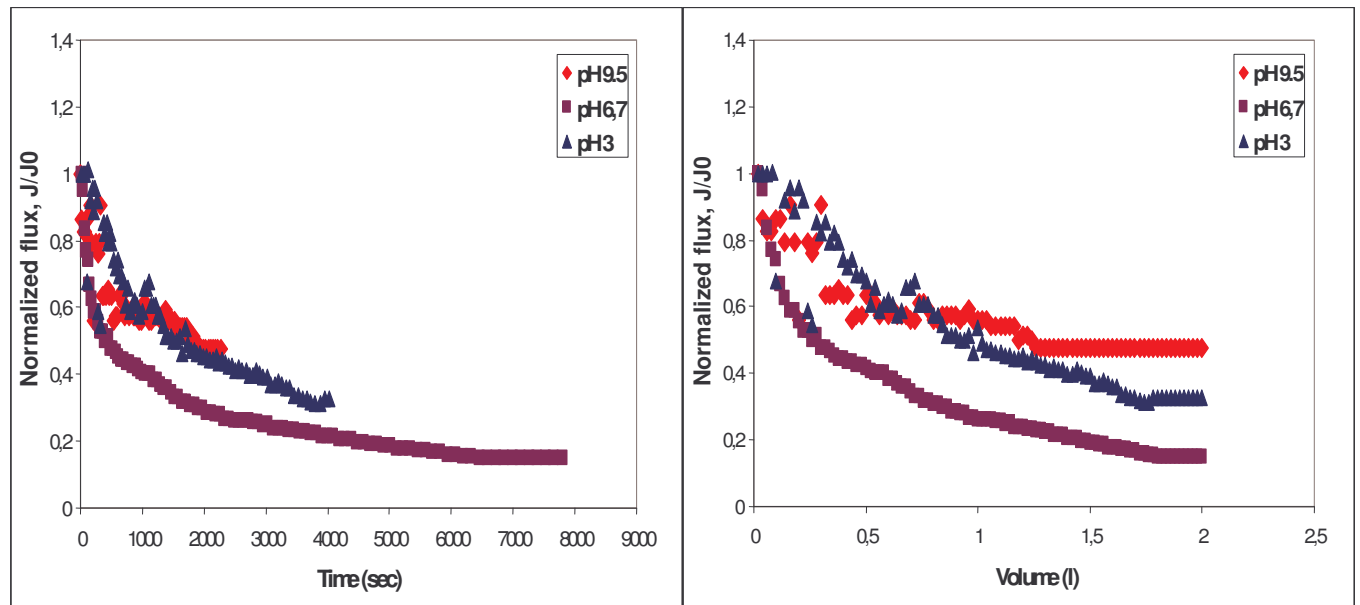 1,4
1,2
1
0,8
0,6
0,4
0,2
0
Normalized flux, J/J0
pH9.5
pH6,7
pH3
0 1000 2000 3000 4000 5000 6000 7000 8000 9000
Time (sec)
1,4
1,2
1
0,8
0,6
0,4
0,2
0
Normalized flux, J/J0
pH9.5
pH6,7
pH3
0 0,5 1 1,5 2 2,5
Volume (l)